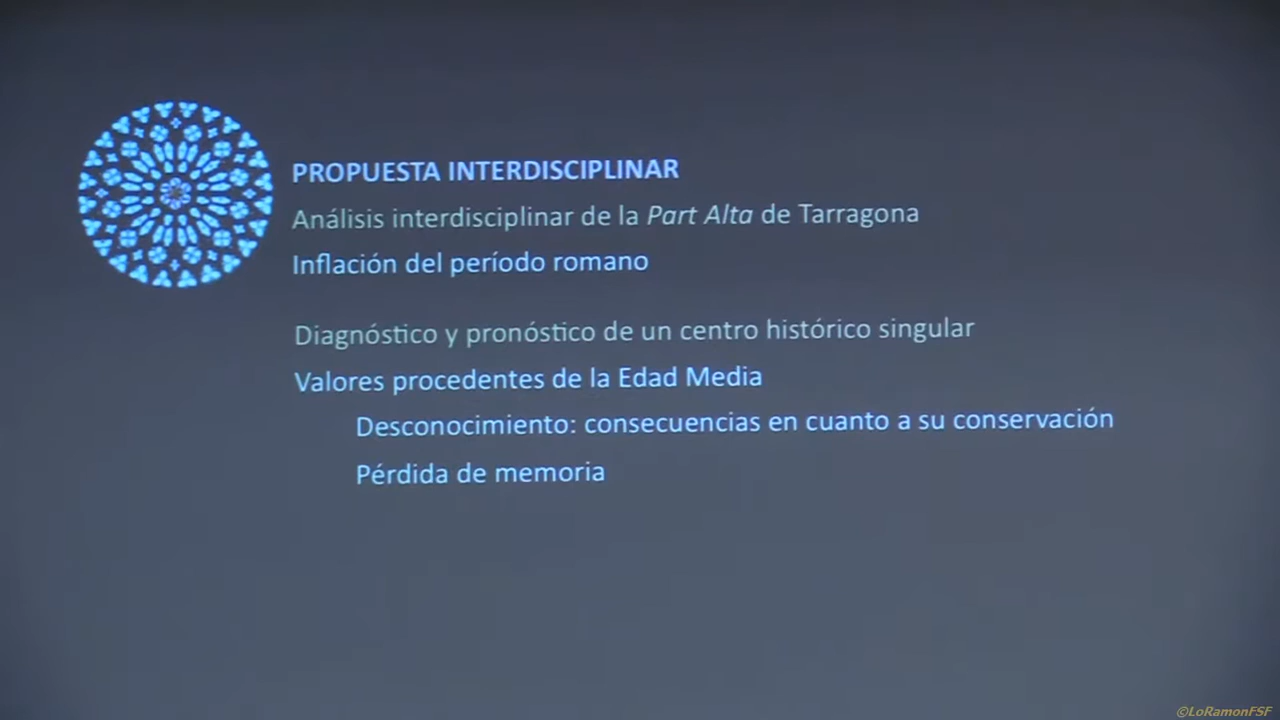 PROPUESTA INTERDISCIPLINAR
Análisis interdisciplinar de la Part Alta de Tarragona
Inflación del período romano
Diagnóstico y pronóstico de un centro histórico singular
Valores procedentes de la Edad Media
Desconocimiento: consecuencias en cuanto a su conservación
Pérdida de memoria
©LoRamonFSF